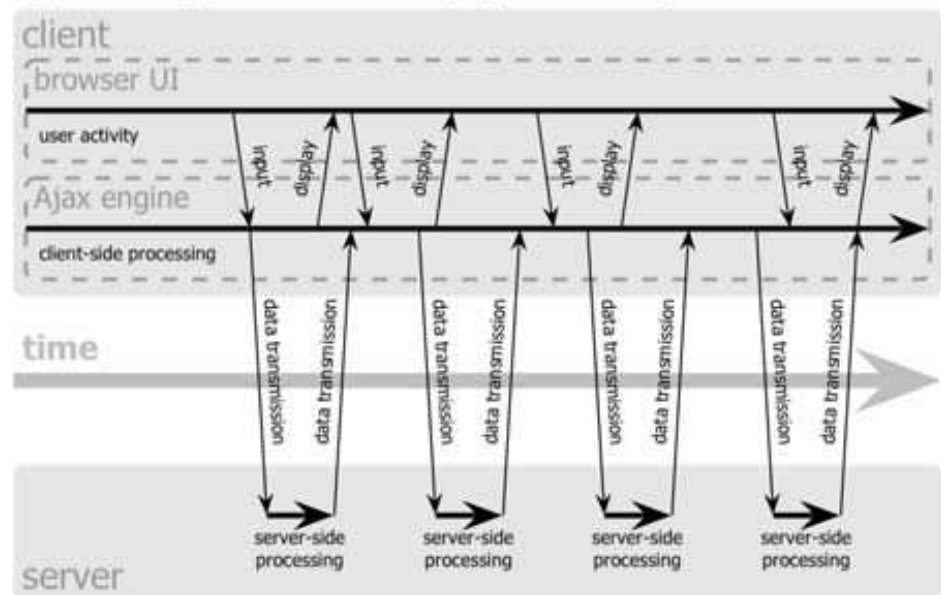 client
browser UI
user activity
input
display
input
display
input
display
input
display
Ajax engine
client-side processing
data transmission
data transmission
data transmission
data transmission
data transmission
data transmission
data transmission
data transmission
time
server-side
processing
server-side
processing
server-side
processing
server-side
processing
server